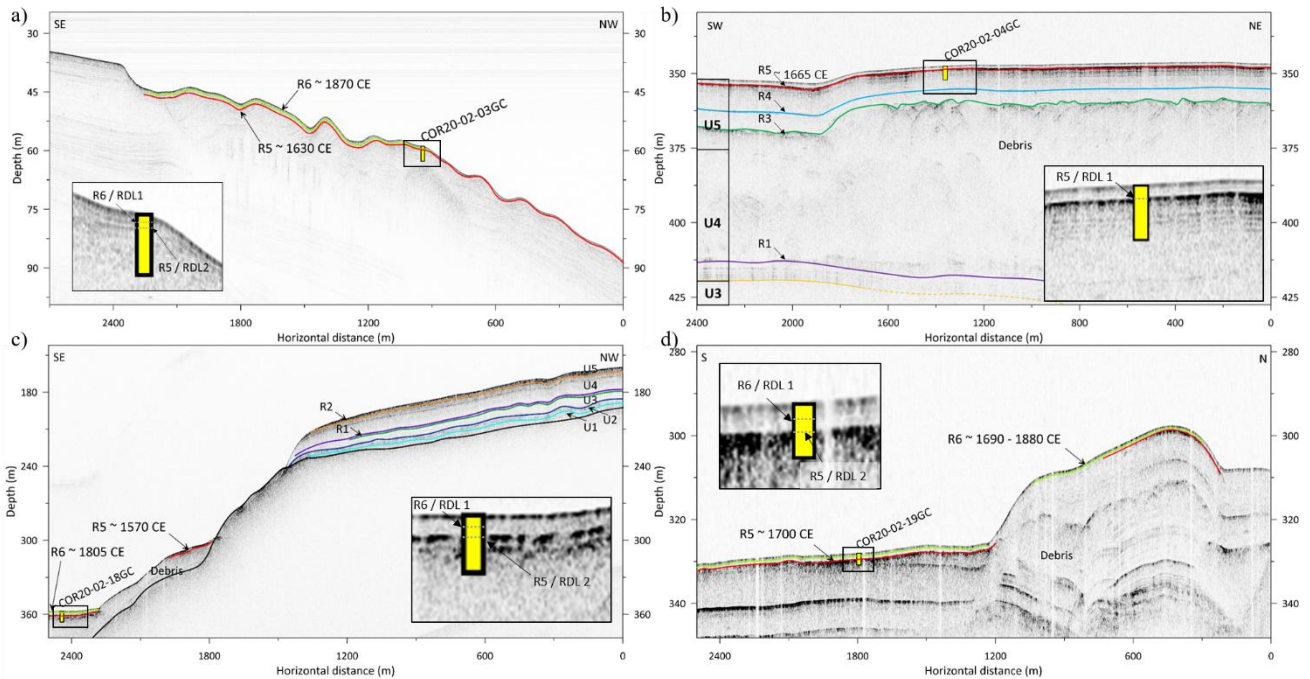 a)
SE
NW
30
45
60
75
90
Depth (m)
30
45
60
75
90
R6 ~ 1870 CE
R5 ~ 1630 CE
COR20-02-03GC
R6 / RDL1
R5 / RDL2
2400
1800
1200
600
0
Horizontal distance (m)
b)
SW
NE
COR20-02-04GC
350
375
400
425
Depth (m)
350
375
400
425
R5 ~ 1665 CE
R4
R3
U5
Debris
U4
R5 / RDL 1
R1
U3
2400
2000
1600
1200
800
400
0
Horizontal distance (m)
c)
SE
NW
180
240
300
360
Depth (m)
180
240
300
360
U5
U4
R2
U3
R1
U2
U1
R5 ~ 1570 CE
R6 ~ 1805 CE
Debris
COR20-02-18GC
R6 / RDL 1
R5 / RDL 2
2400
1800
1200
600
0
Horizontal distance (m)
d)
S
N
280
300
320
340
Depth (m)
280
300
320
340
R6 / RDL 1
R5 / RDL 2
R6 ~ 1690 - 1880 CE
R5 ~ 1700 CE
COR20-02-19GC
Debris
2400
1800
1200
600
0
Horizontal distance (m)